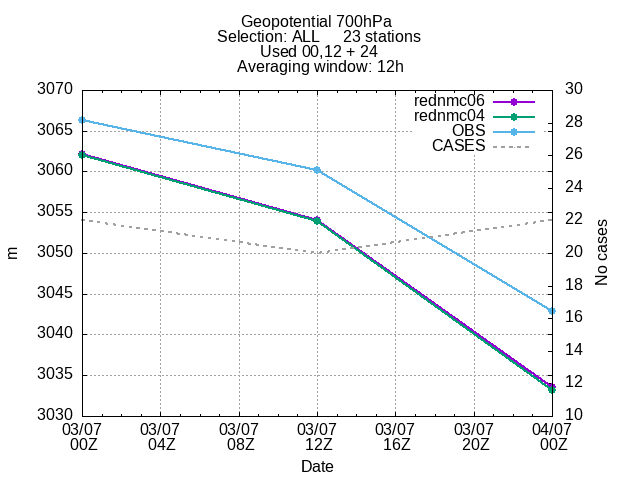 Geopotential 700hPa
Selection: ALL 23 stations
Used 00,12 + 24
Averaging window: 12h
3070
3065
3060
3055
3050
3045
3040
3035
3030
m
30
28
26
24
22
20
18
16
14
12
10
No cases
rednmc06
rednmc04
OBS
CASES
03/07 03/07 03/07 03/07 03/07 03/07 04/07
00Z 04Z 08Z 12Z 16Z 20Z 00Z
Date